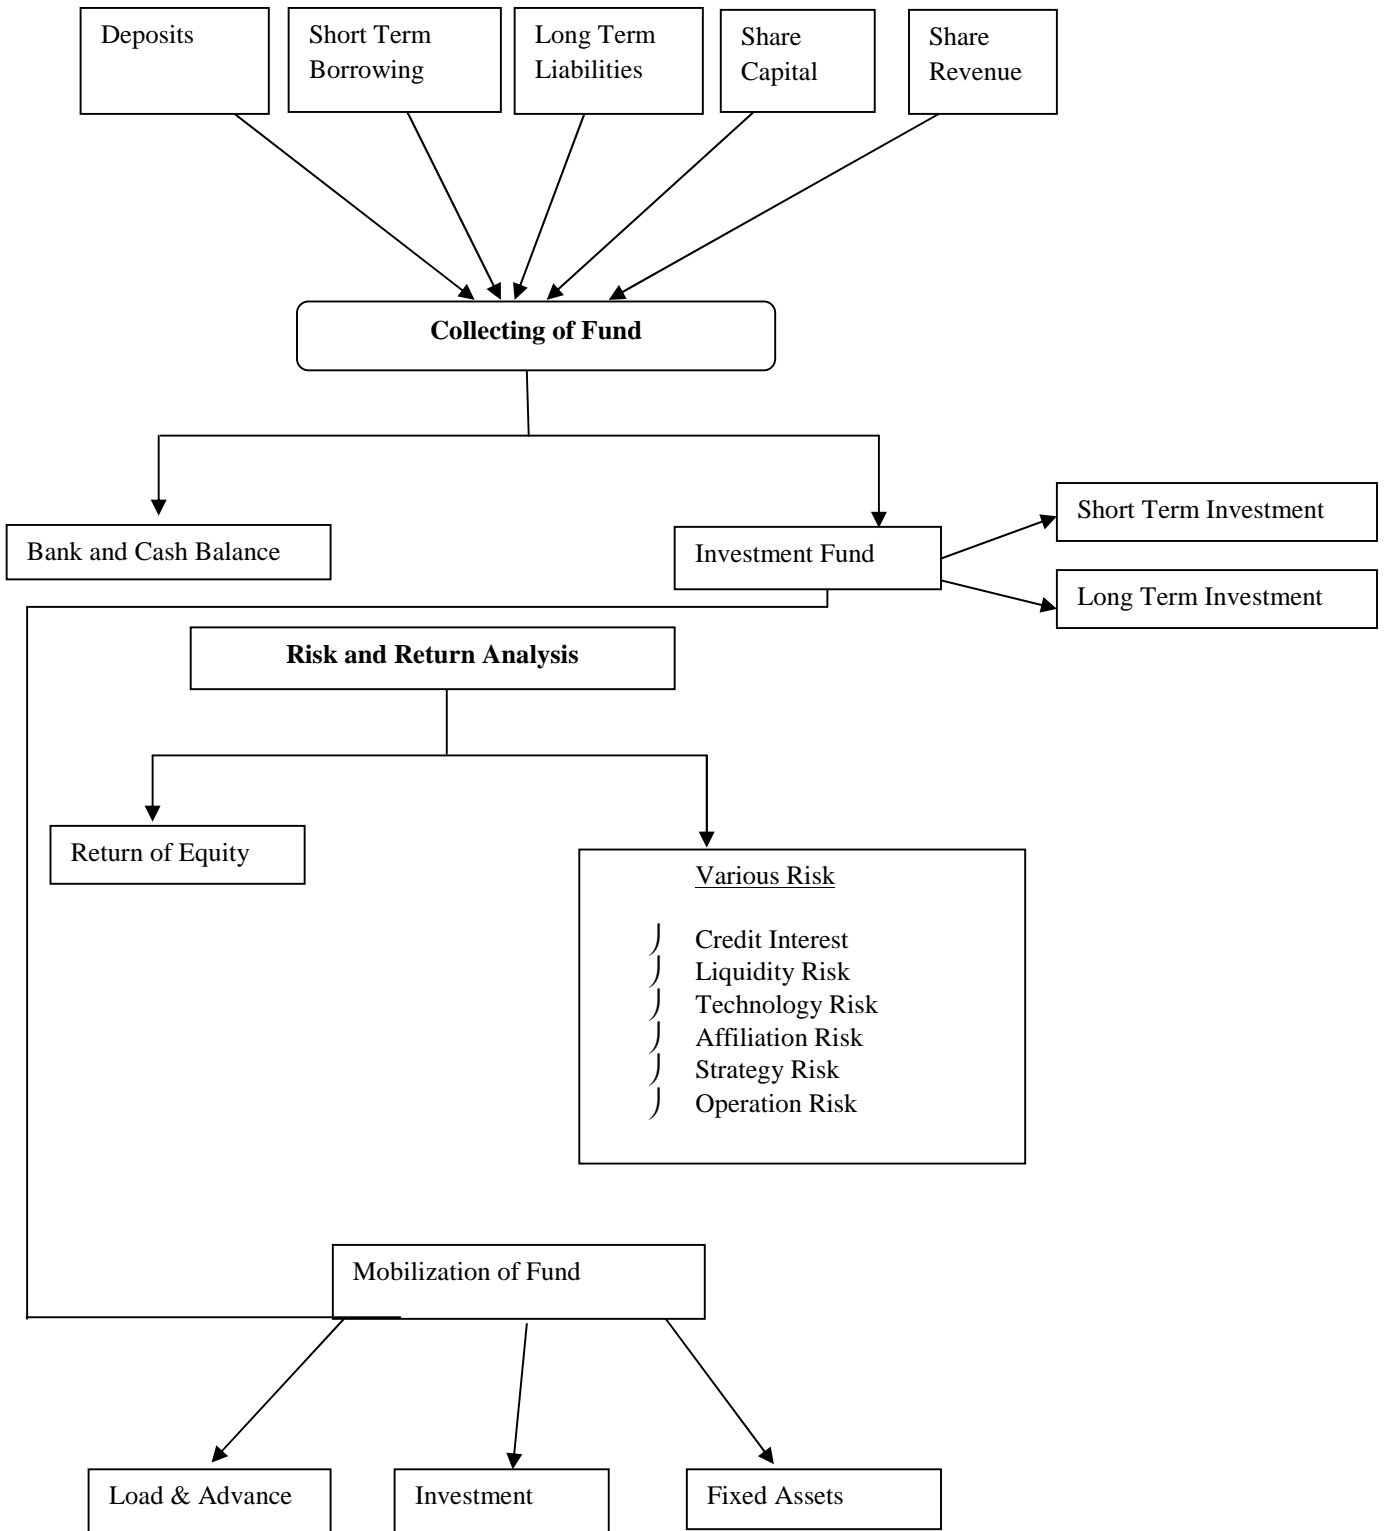 Deposits
Short Term
Borrowing
Long Term
Liabilities
Share
Capital
Share
Revenue
Collecting of Fund
Bank and Cash Balance
Investment Fund
Short Term Investment
Long Term Investment
Risk and Return Analysis
Return of Equity
Various Risk
Credit Interest
Liquidity Risk
Technology Risk
Affiliation Risk
Strategy Risk
Operation Risk
Mobilization of Fund
Load & Advance
Investment
Fixed Assets